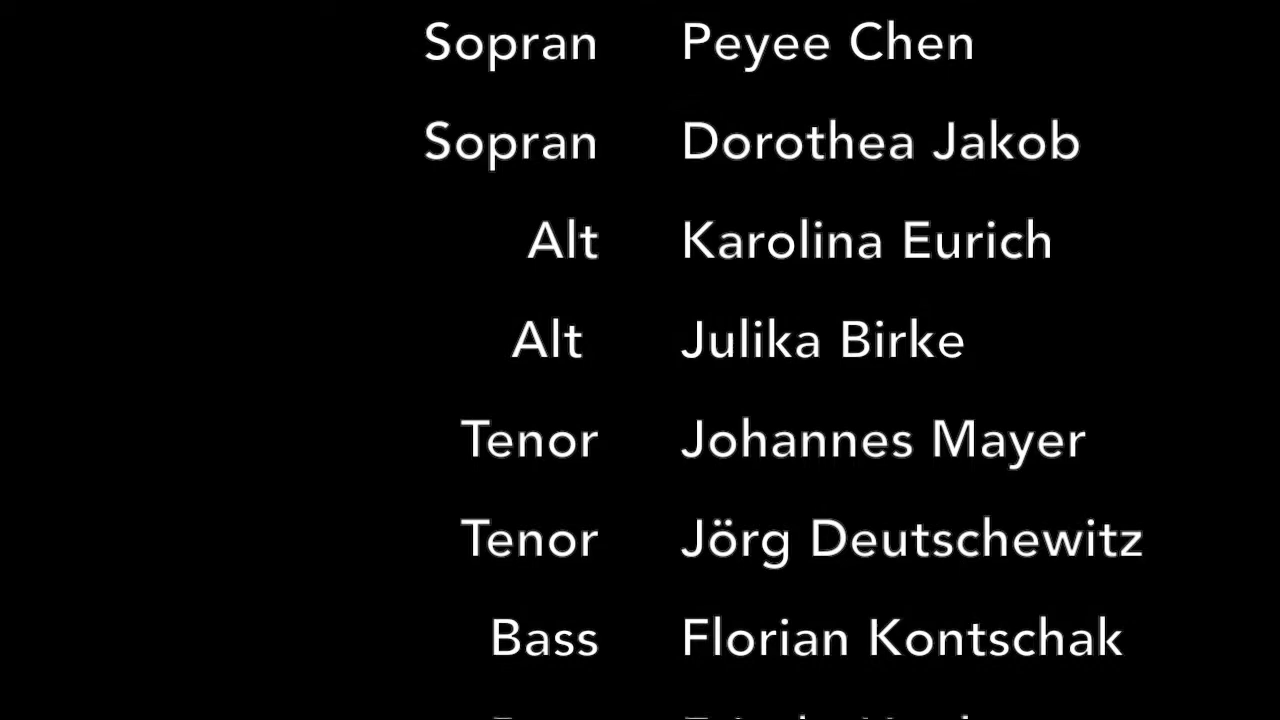 Sopran Peyee Chen
Sopran Dorothea Jakob
Alt Karolina Eurich
Alt Julika Birke
Tenor Johannes Mayer
Tenor Jörg Deutschewitz
Bass Florian Kontschak